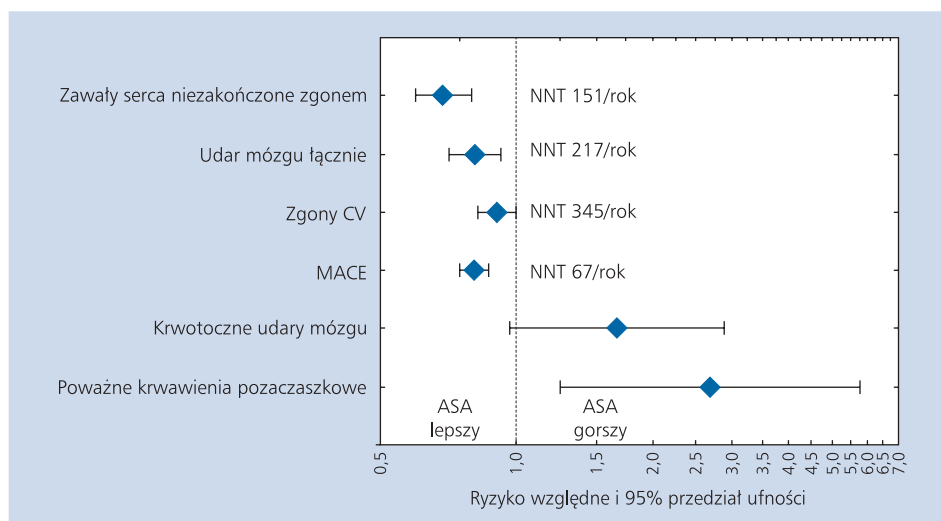 Zawały serca niezakończone zgonem
NNT 151/rok
Udar mózgu łącznie
NNT 217/rok
Zgony CV
NNT 345/rok
MACE
NNT 67/rok
Krwotoczne udary mózgu
Poważne krwawienia pozaczaszkowe
ASA
lepszy
ASA
gorszy
0,5
1,0
1,5
2,0
2,5
3,0
3,5
4,0
4,5
5,0
5,5
6,0
6,5
7,0
Ryzyko względne i 95% przedział ufności